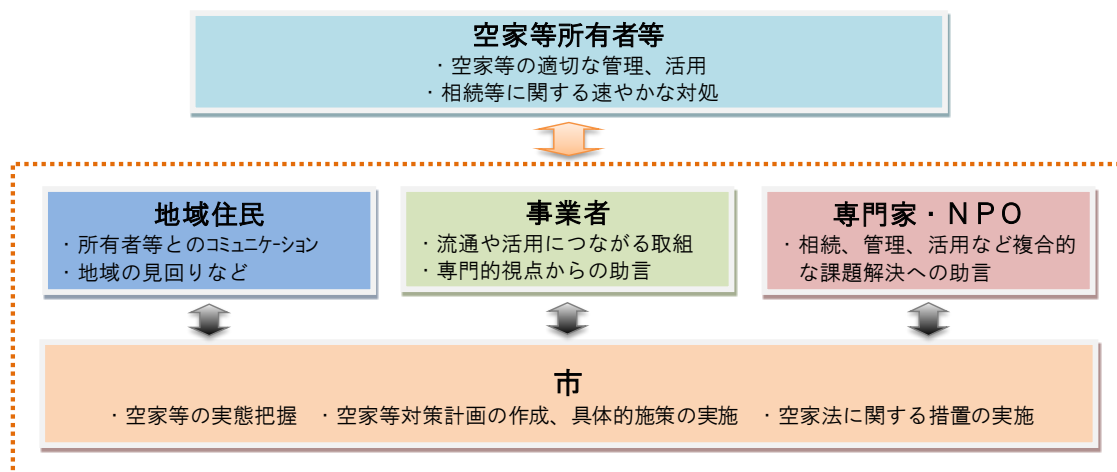 空家等所有者等
・空家等の適切な管理、活用
・相続等に関する速やかな対処
地域住民
・所有者等とのｺﾐｭﾆｹｰｼｮﾝ
・地域の見回りなど
事業者
・流通や活用につながる取組
・専門的視点からの助言
専門家・ＮＰＯ
・相続、管理、活用など複合的
な課題解決への助言
市
・空家等の実態把握　・空家等対策計画の作成、具体的施策の実施　・空家法に関する措置の実施